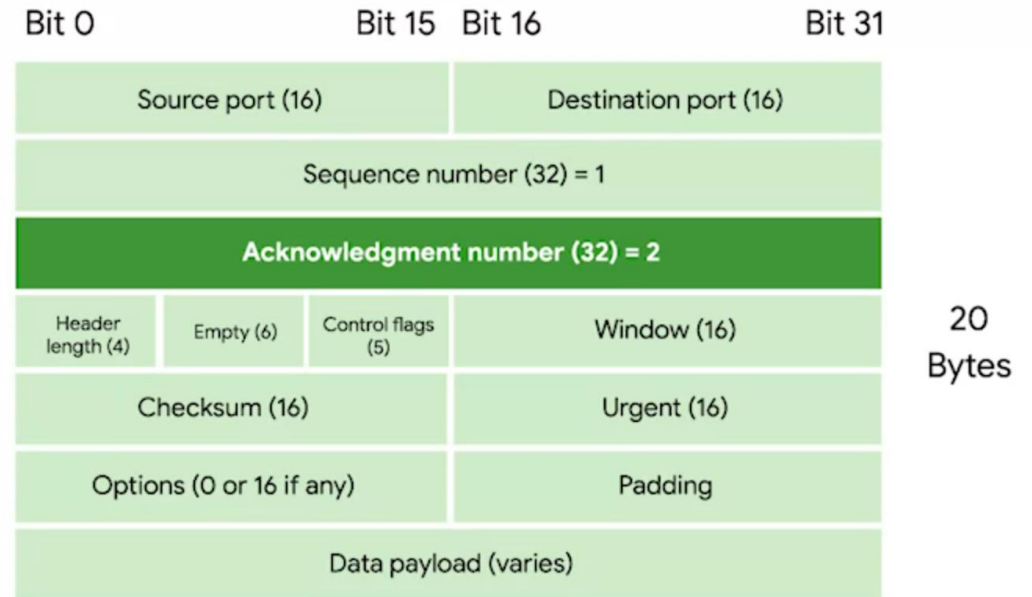 Bit 0 Bit 15 Bit 16 Bit 31
Source port (16) Destination port (16)
Sequence number (32) = 1
Acknowledgment number (32) = 2
Header
length (4)
Empty (6)
Control flags
(5)
Window (16)
20
Bytes
Checksum (16) Urgent (16)
Options (0 or 16 if any) Padding
Data payload (varies)